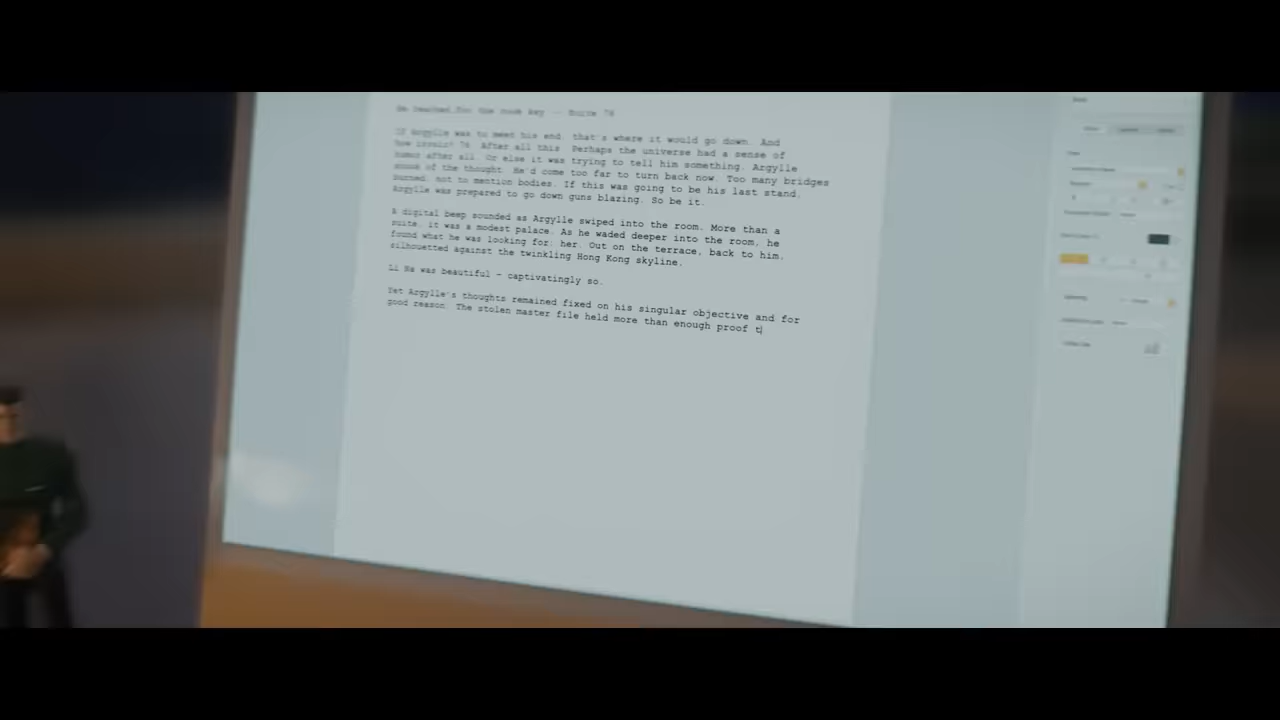 He reached for the room key -- Suite 76
If Argylle was to meet his end, that's where it would go down. And
how ironic? 76. After all this. Perhaps the universe had a sense of
humor after all. Or else it was trying to tell him something. Argylle
shook of the thought. He'd come too far to turn back now. Too many bridges
burned, not to mention bodies. If this was going to be his last stand,
Argylle was prepared to go down guns blazing. So be it.
A digital beep sounded as Argylle swiped into the room. More than a
suite, it was a modest palace. As he waded deeper into the room, he
found what he was looking for: her. Out on the terrace, back to him,
silhouetted against the twinkling Hong Kong skyline.
Li Na was beautiful - captivatingly so.
Yet Argylle's thoughts remained fixed on his singular objective and for
good reason. The stolen master file held more than enough proof t